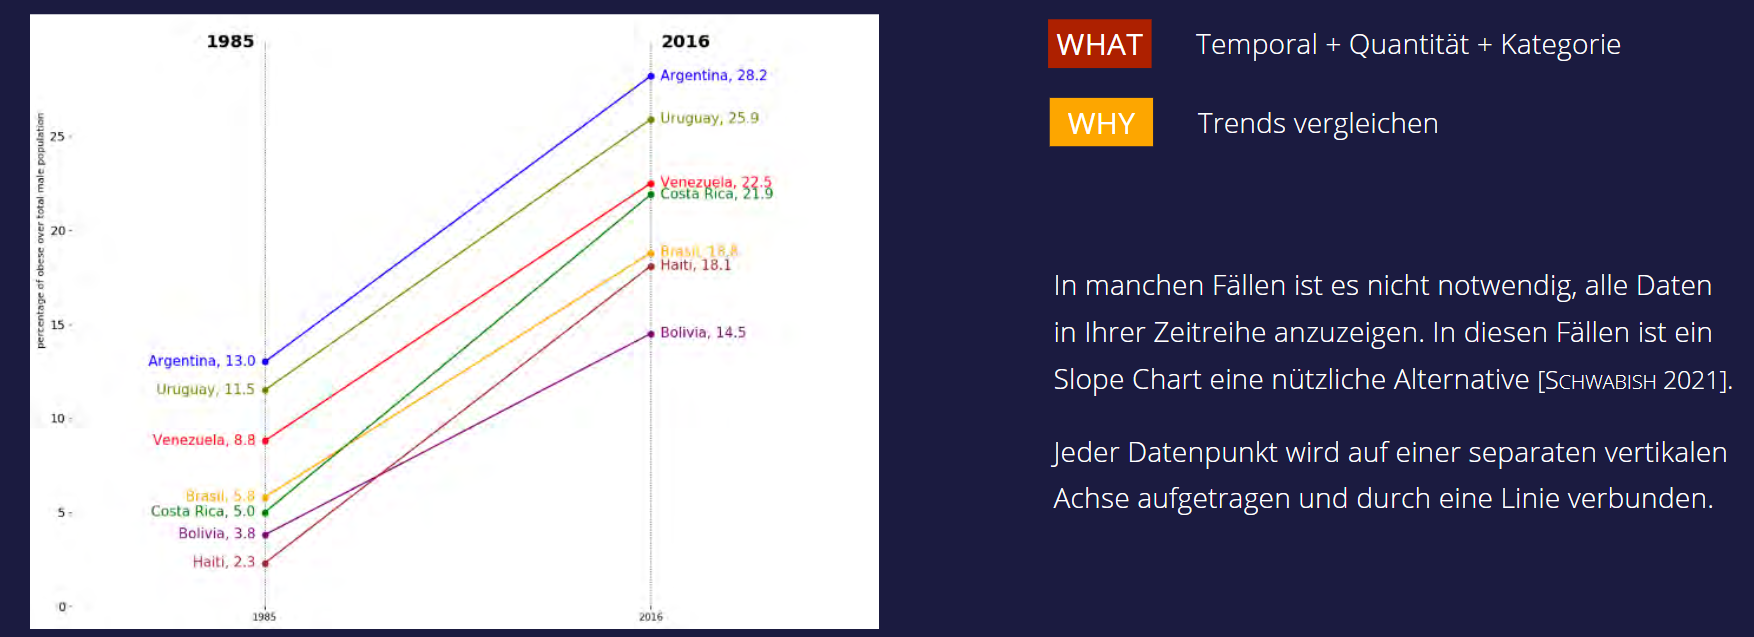 1985
2016
percentage of obese over total male population
25
20
15
10
5
0
Argentina, 13.0
Uruguay, 11.5
Venezuela, 8.8
Brasil, 5.8
Costa Rica, 5.0
Bolivia, 3.8
Haiti, 2.3
Argentina, 28.2
Uruguay, 25.9
Venezuela, 22.5
Costa Rica, 21.9
Brasil, 18.8
Haiti, 18.1
Bolivia, 14.5
1985
2016
WHAT Temporal + Quantität + Kategorie
WHY Trends vergleichen
In manchen Fällen ist es nicht notwendig, alle Daten
in Ihrer Zeitreihe anzuzeigen. In diesen Fällen ist ein
Slope Chart eine nützliche Alternative [SCHWABISH 2021].
Jeder Datenpunkt wird auf einer separaten vertikalen
Achse aufgetragen und durch eine Linie verbunden.